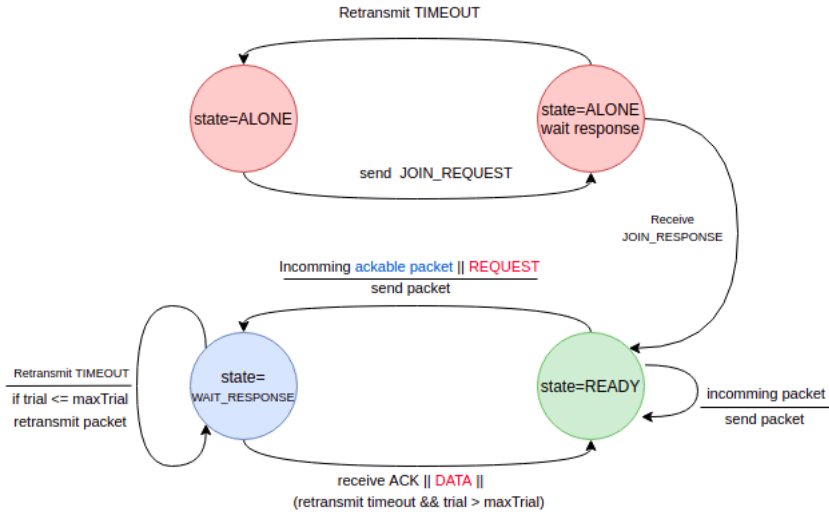 Retransmit TIMEOUT
state=ALONE
state=ALONE
wait response
send JOIN_REQUEST
Receive
JOIN_RESPONSE
Incomming ackable packet || REQUEST
send packet
Retransmit TIMEOUT
if trial <= maxTrial
retransmit packet
state=
WAIT_RESPONSE
state=READY
incomming packet
send packet
receive ACK || DATA ||
(retransmit timeout && trial > maxTrial)